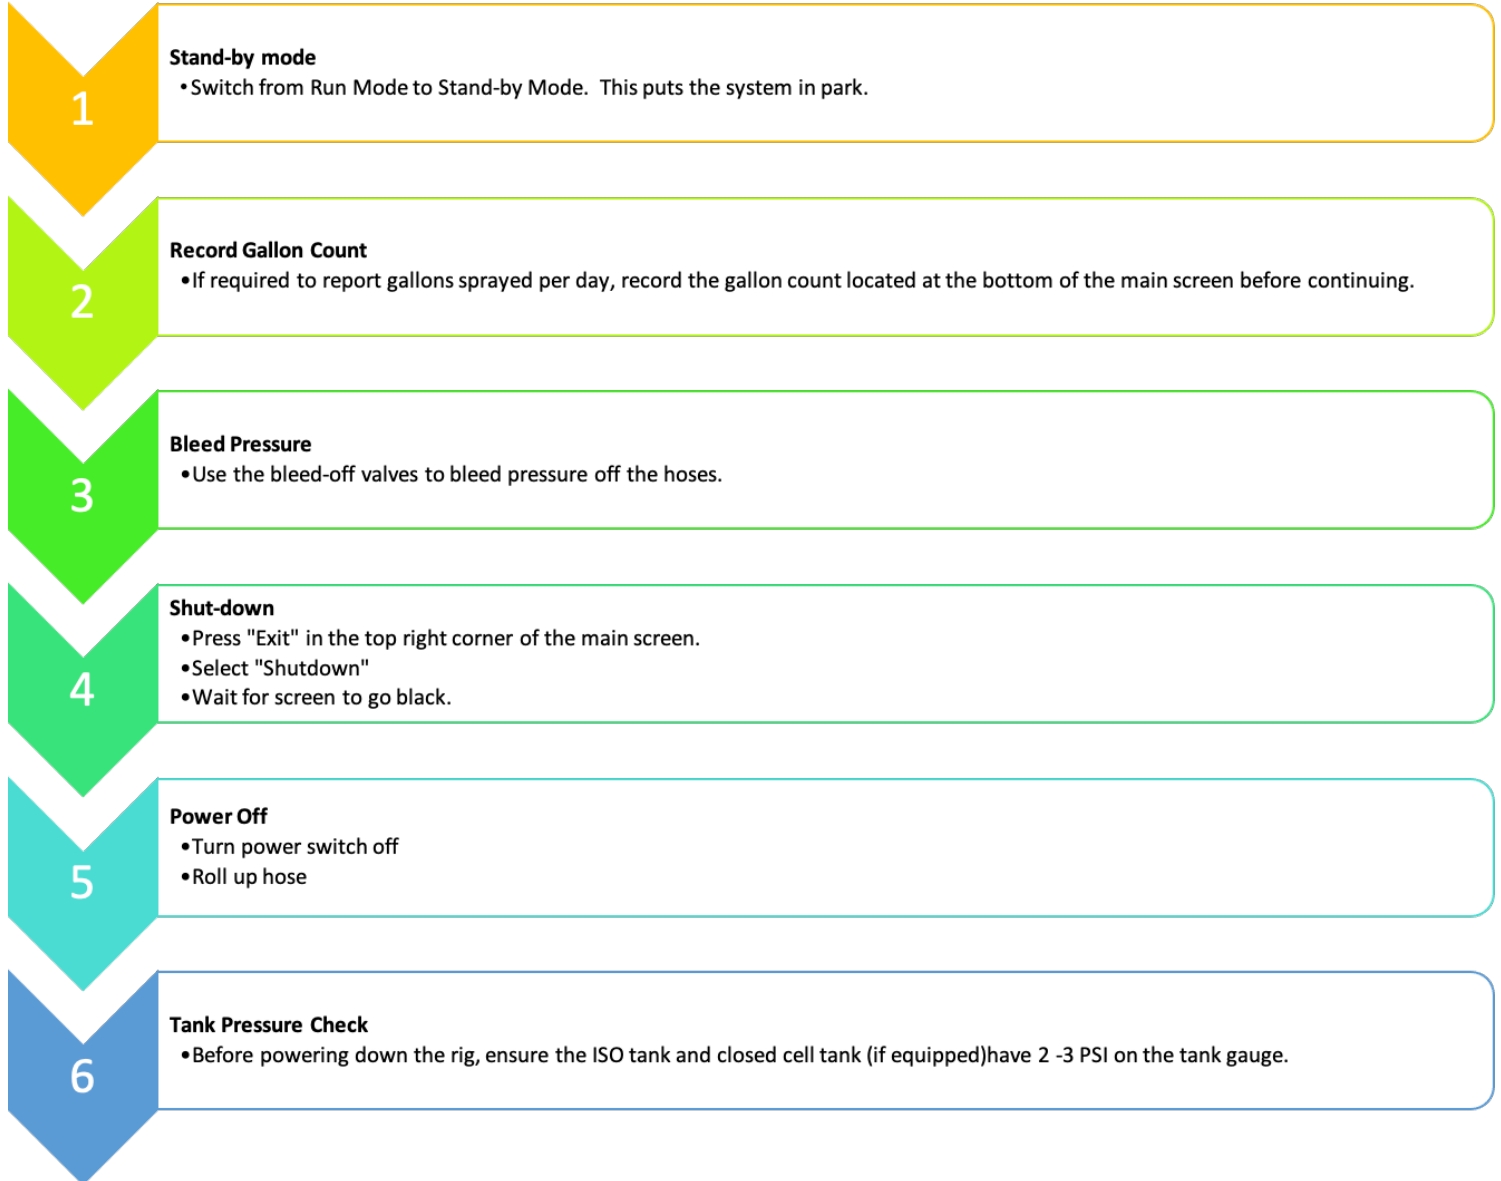 1
Stand-by mode
•Switch from Run Mode to Stand-by Mode.  This puts the system in park.
2
Record Gallon Count
•If required to report gallons sprayed per day, record the gallon count located at the bottom of the main screen before continuing.
3
Bleed Pressure
•Use the bleed-off valves to bleed pressure off the hoses.
4
Shut-down
•Press "Exit" in the top right corner of the main screen.
•Select "Shutdown"
•Wait for screen to go black.
5
Power Off
•Turn power switch off
•Roll up hose
6
Tank Pressure Check
•Before powering down the rig, ensure the ISO tank and closed cell tank (if equipped)have 2 -3 PSI on the tank gauge.